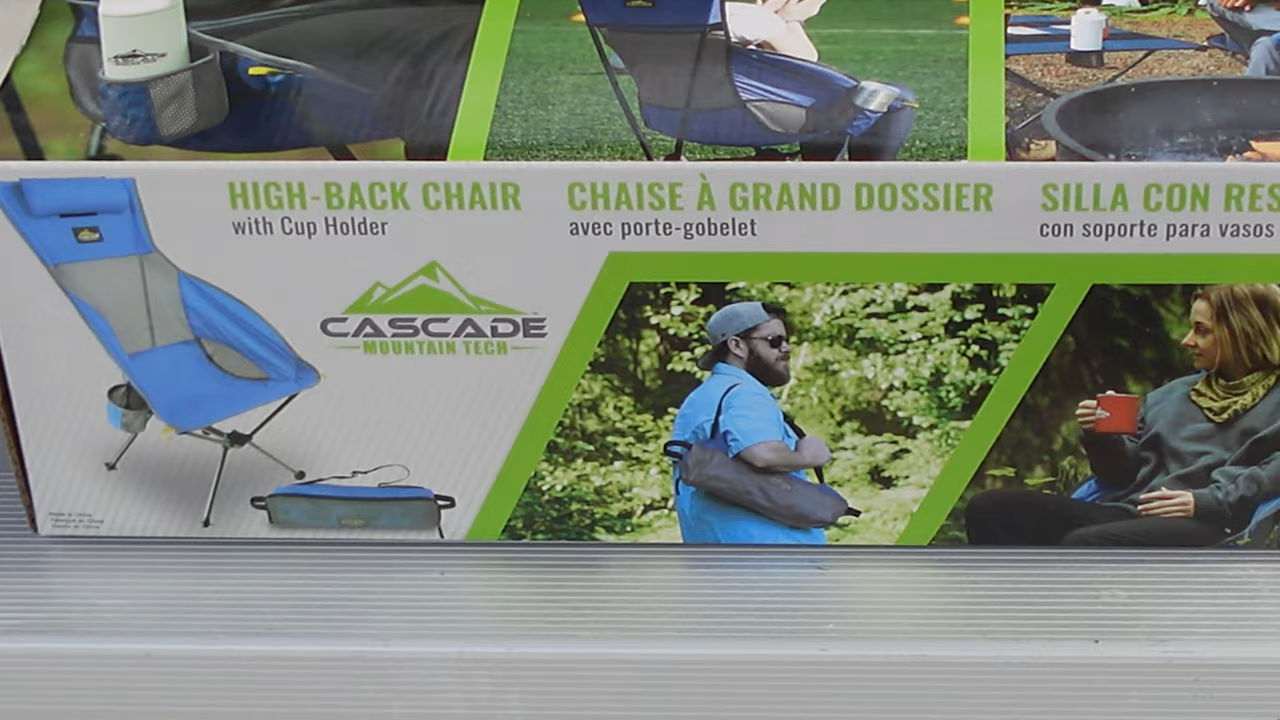 CASCADE
HIGH-BACK CHAIR
with Cup Holder
CHAISE À GRAND DOSSIER
avec porte-gobelet
SILLA CON RES
con soporte para vasos
CASCADE
MOUNTAIN TECH